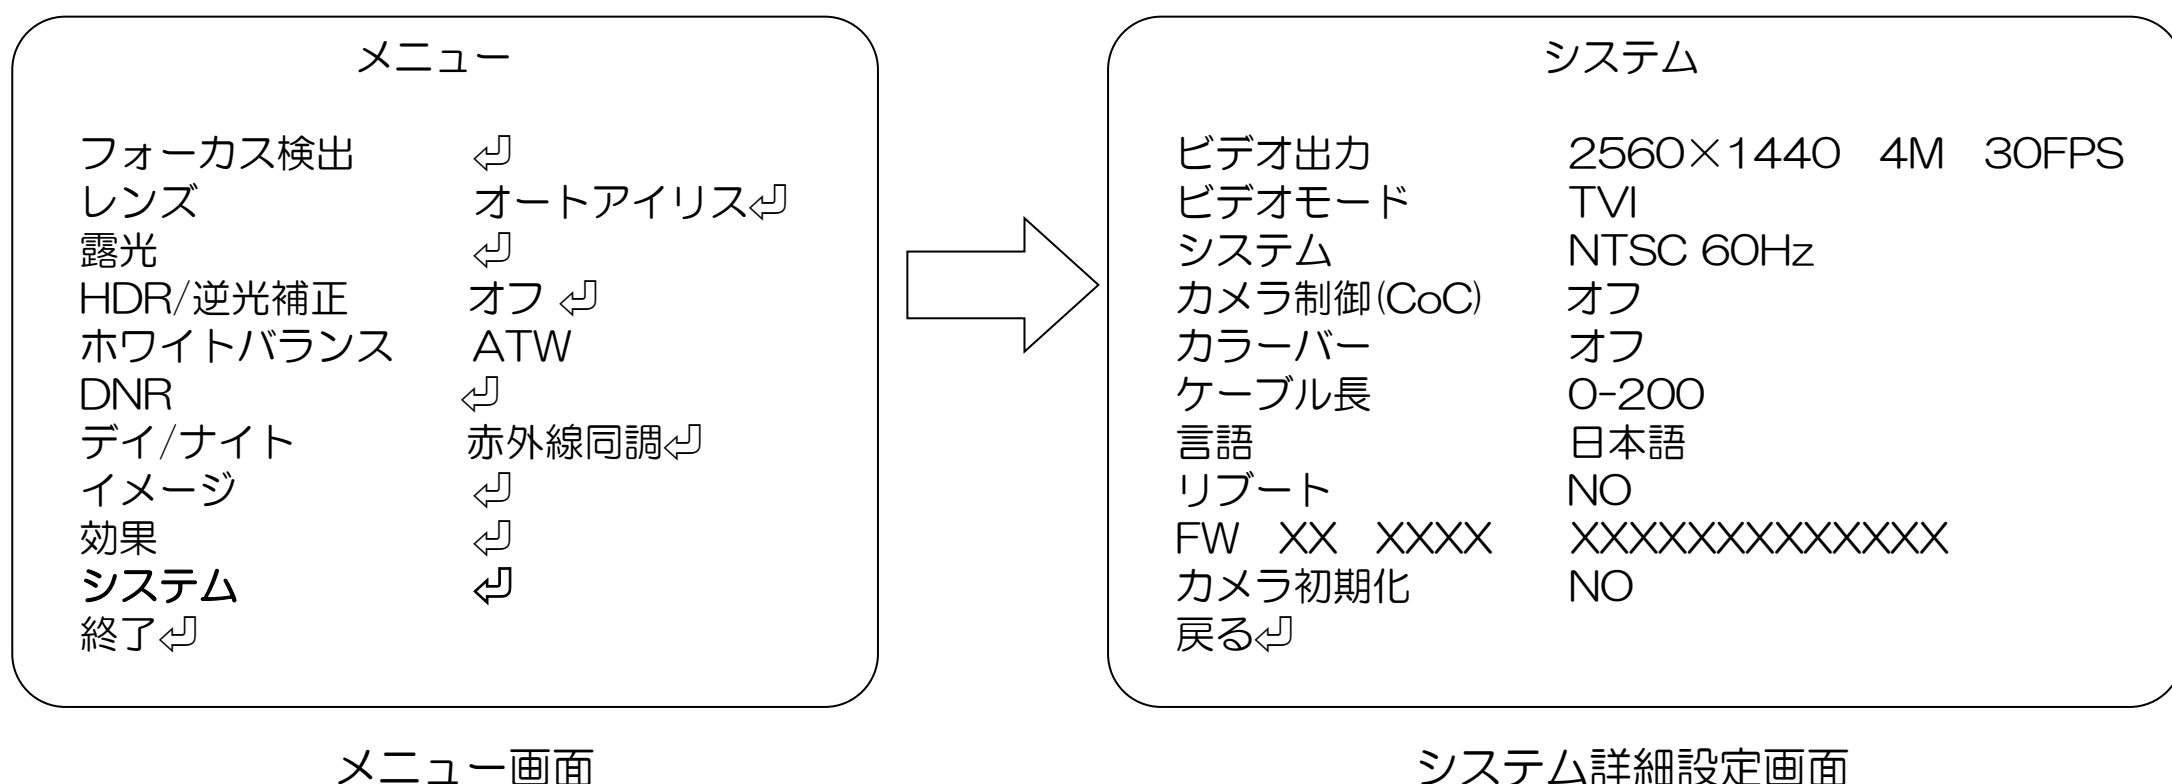 メニュー
フォーカス検出 ⏎
レンズ オートアイリス⏎
露光 ⏎
HDR/逆光補正 オフ ⏎
ホワイトバランス ATW
DNR ⏎
デイ/ナイト 赤外線同調⏎
イメージ ⏎
効果 ⏎
システム ⏎
終了⏎
メニュー画面
システム
ビデオ出力 2560×1440 4M 30FPS
ビデオモード TVI
システム NTSC 60Hz
カメラ制御(CoC) オフ
カラーバー オフ
ケーブル長 0-200
言語 日本語
リブート NO
FW XX XXXX XXXXXXXXXXXXX
カメラ初期化 NO
戻る⏎
システム詳細設定画面